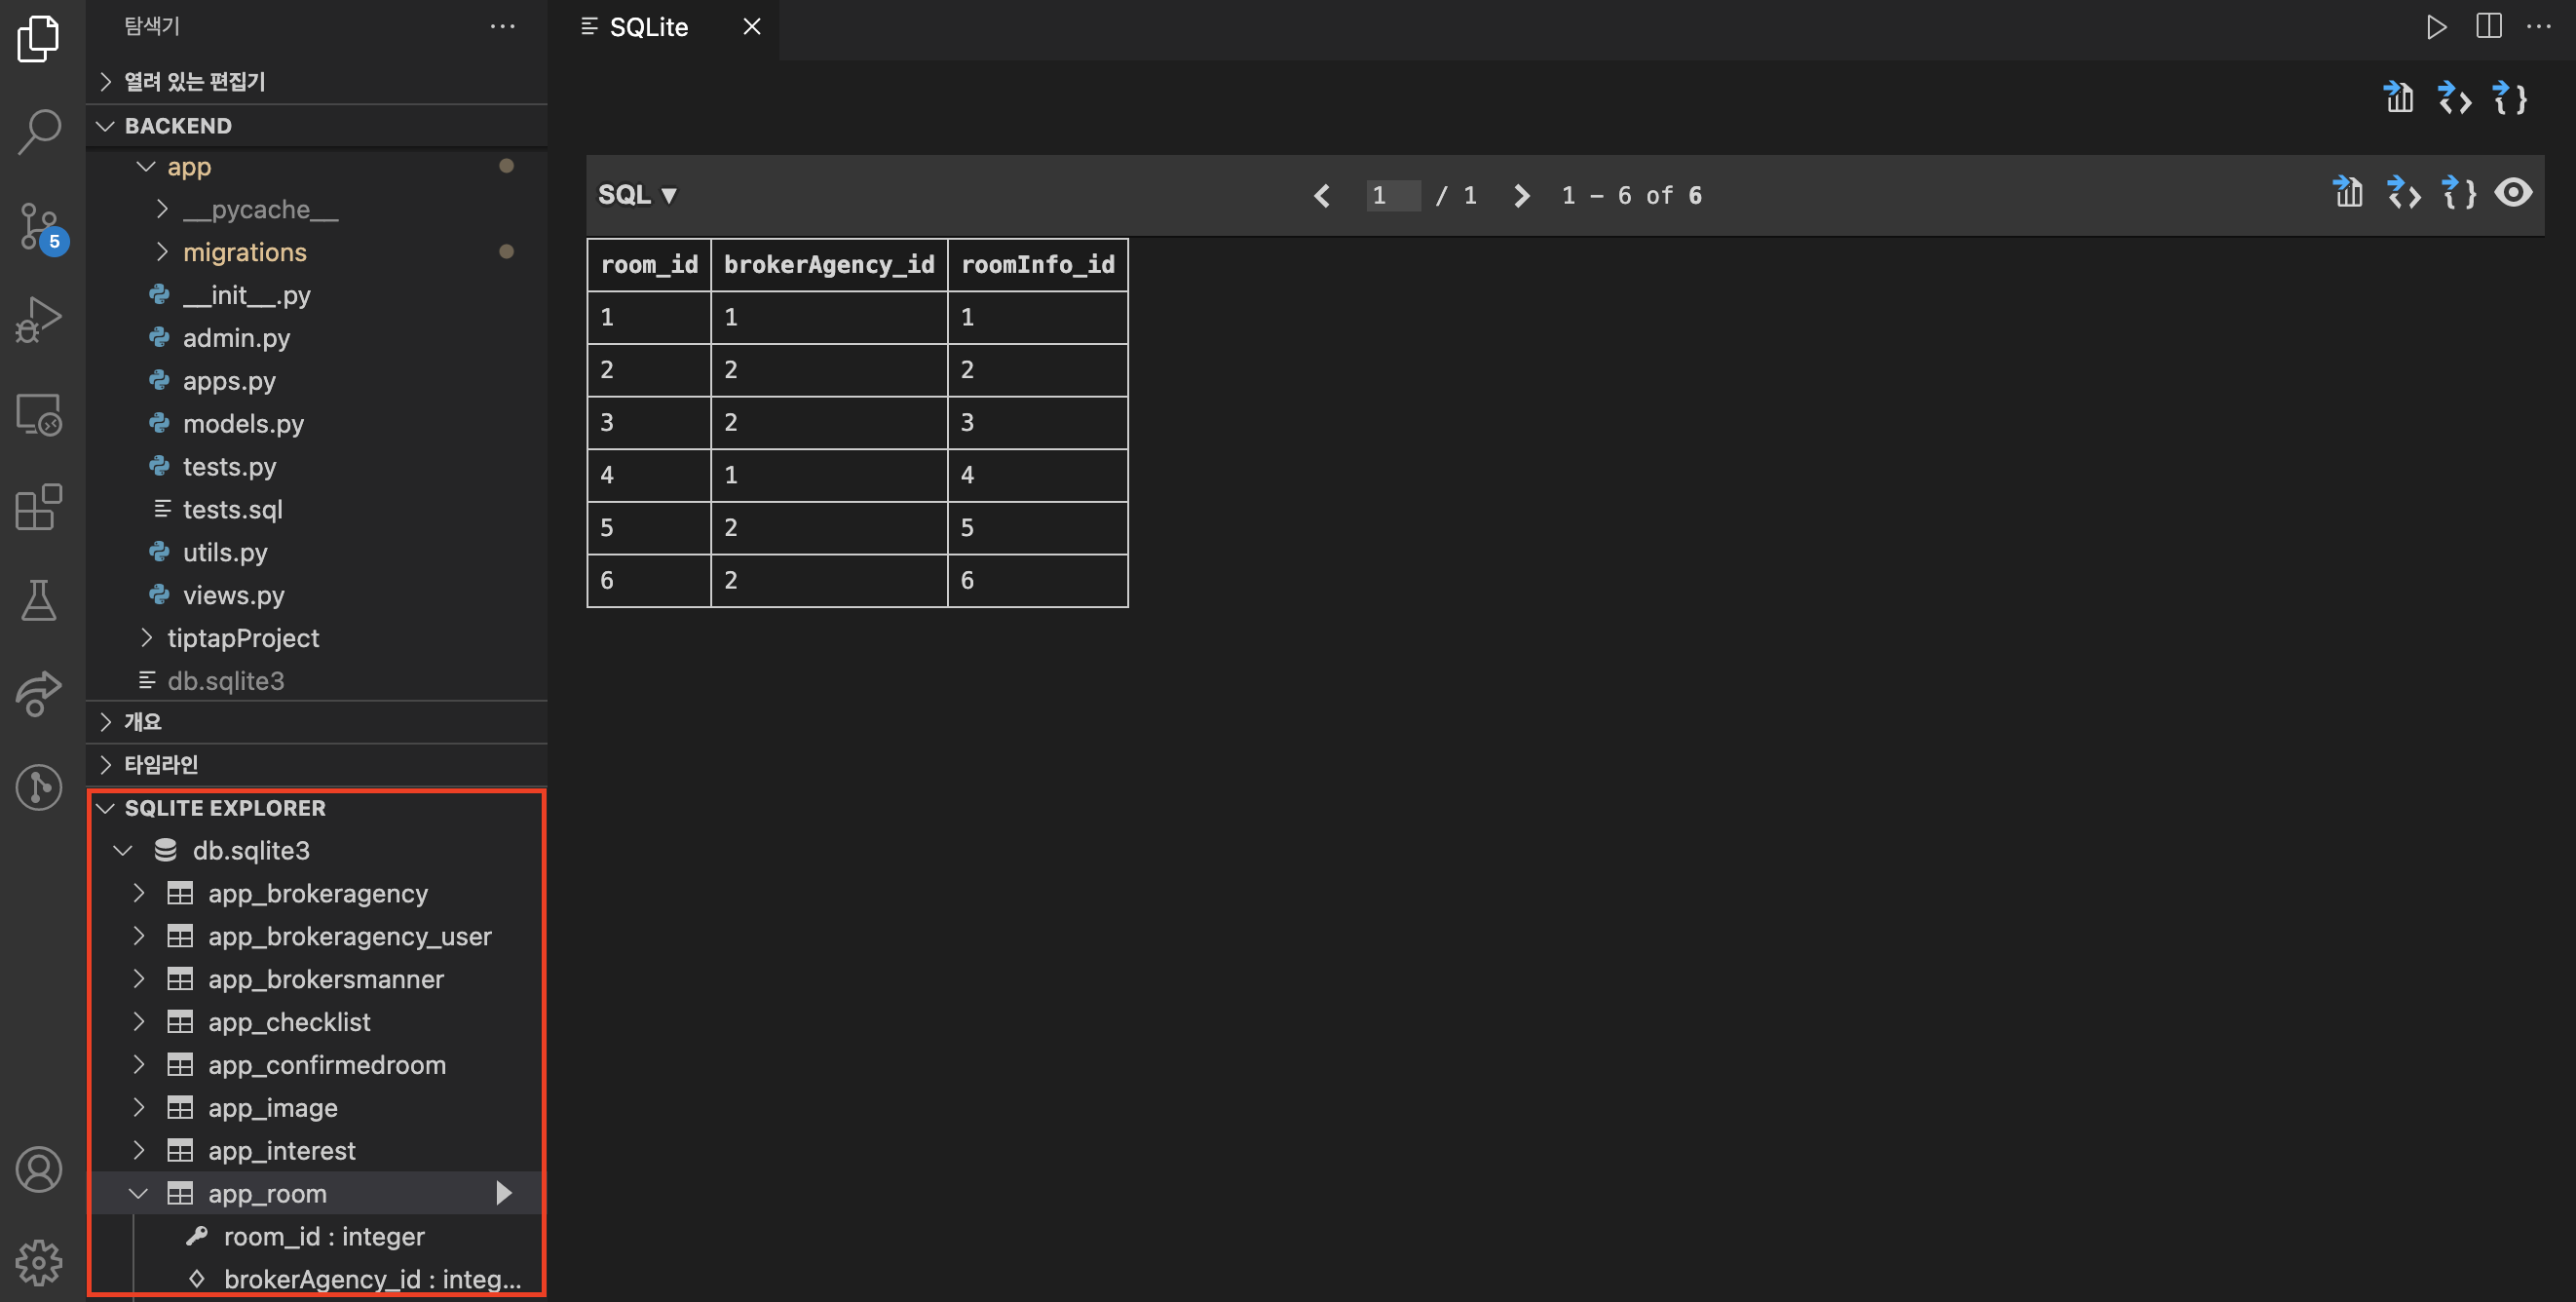 탐색기
열려 있는 편집기
BACKEND
app
__pycache__
migrations
__init__.py
admin.py
apps.py
models.py
tests.py
tests.sql
utils.py
views.py
tiptapProject
db.sqlite3
개요
타임라인
SQLITE EXPLORER
db.sqlite3
app_brokeragency
app_brokeragency_user
app_brokersmanner
app_checklist
app_confirmedroom
app_image
app_interest
app_room
room_id : integer
brokerAgency_id : integ...
5
SQLite
SQL ▼ 1 / 1 1 – 6 of 6
room_id brokerAgency_id roomInfo_id
1 1 1
2 2 2
3 2 3
4 1 4
5 2 5
6 2 6